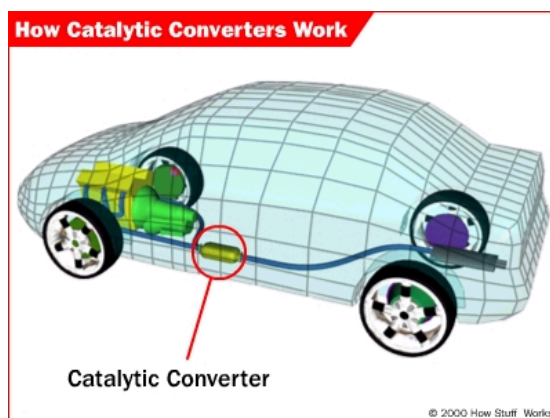 How Catalytic Converters Work
Catalytic Converter
© 2000 How Stuff Works